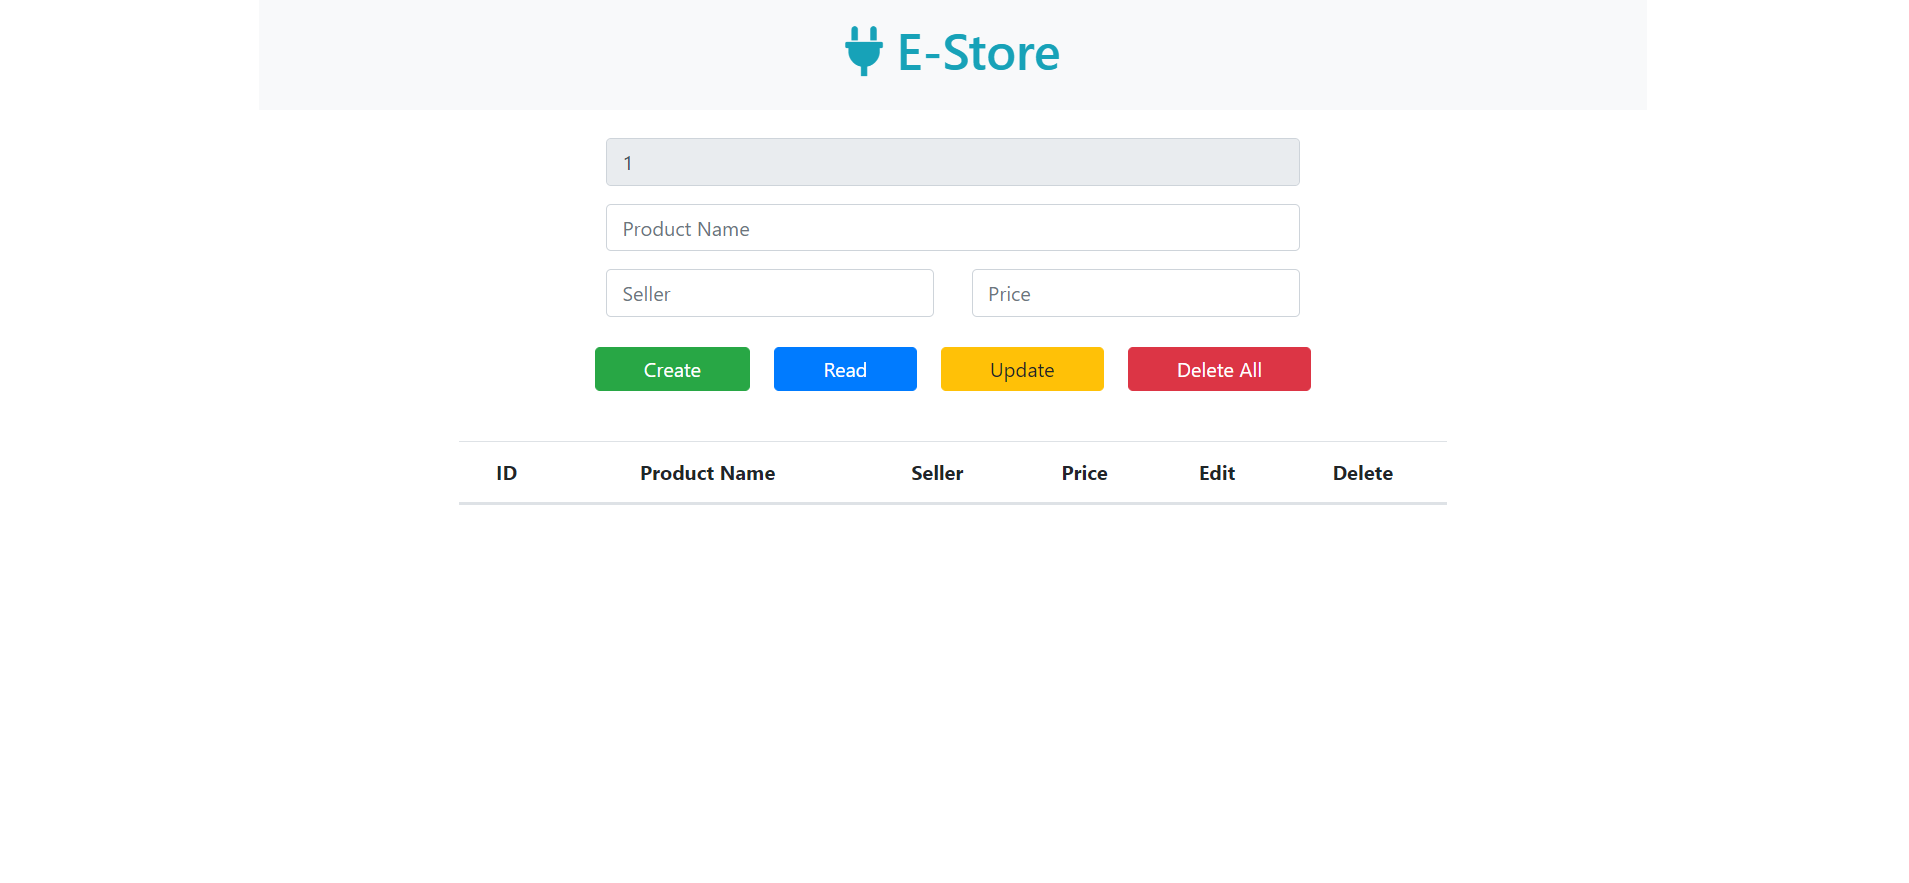 E-Store
1
Product Name
Seller Price
Create Read Update Delete All
ID Product Name Seller Price Edit Delete